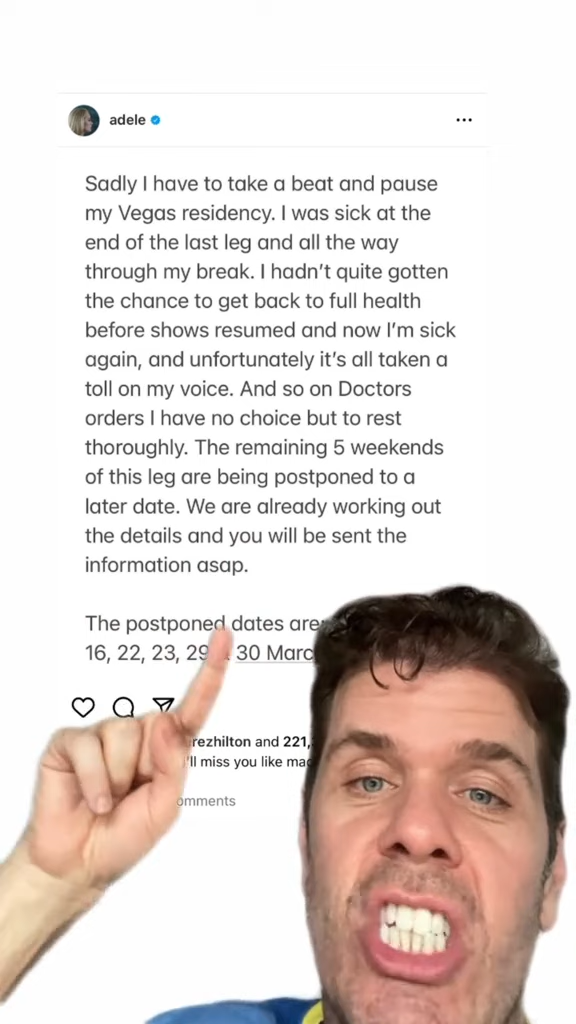 adele
Sadly I have to take a beat and pause
my Vegas residency. I was sick at the
end of the last leg and all the way
through my break. I hadn't quite gotten
the chance to get back to full health
before shows resumed and now I'm sick
again, and unfortunately it's all taken a
toll on my voice. And so on Doctors
orders I have no choice but to rest
thoroughly. The remaining 5 weekends
of this leg are being postponed to a
later date. We are already working out
the details and you will be sent the
information asap.
The postponed dates are
16, 22, 23, 29 30 Marc
rezhilton and 221,
'll miss you like mad
omments